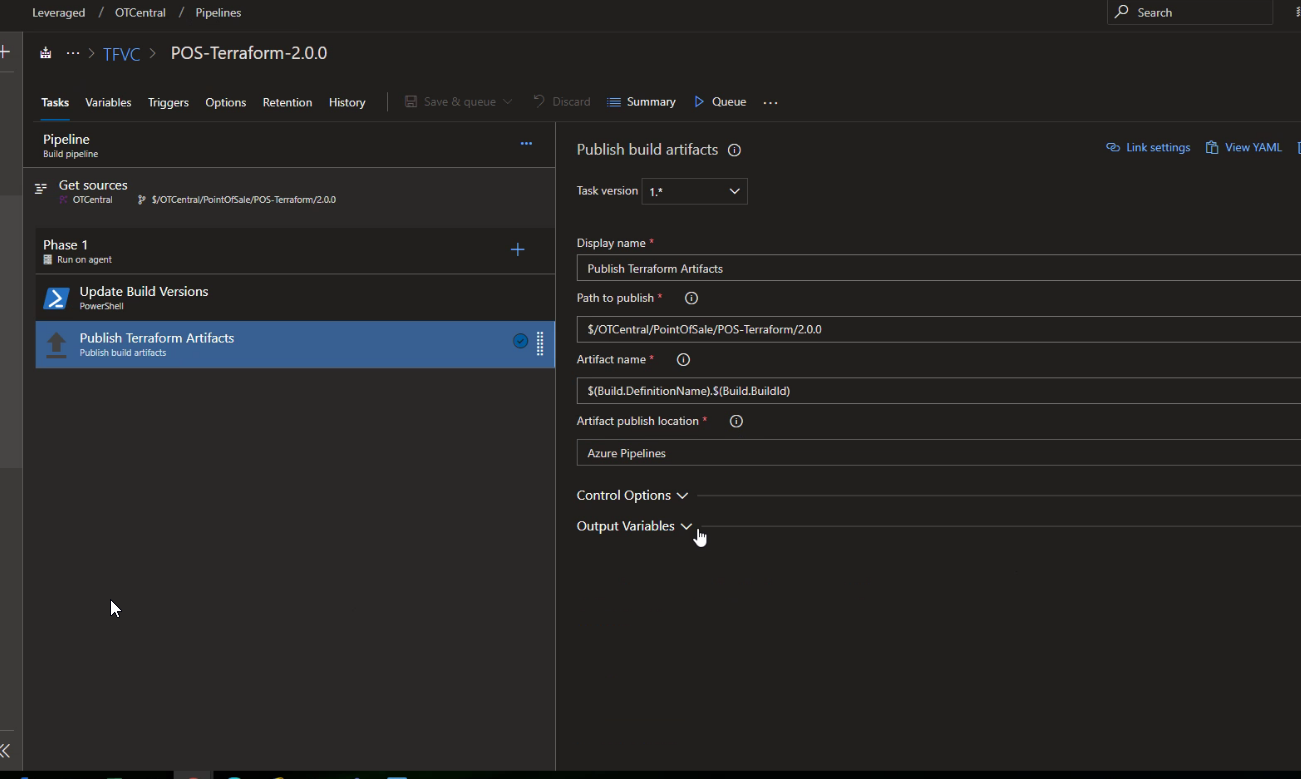 Leveraged / OTCentral / Pipelines
Search
··· > TFVC > POS-Terraform-2.0.0
Tasks Variables Triggers Options Retention History Save & queue Discard Summary Queue ···
Pipeline
Build pipeline
Get sources
OTCentral $/OTCentral/PointOfSale/POS-Terraform/2.0.0
Phase 1
Run on agent
Update Build Versions
PowerShell
Publish Terraform Artifacts
Publish build artifacts
Publish build artifacts
Link settings View YAML
Task version 1.*
Display name *
Publish Terraform Artifacts
Path to publish *
$/OTCentral/PointOfSale/POS-Terraform/2.0.0
Artifact name *
$(Build.DefinitionName).$(Build.BuildId)
Artifact publish location *
Azure Pipelines
Control Options
Output Variables